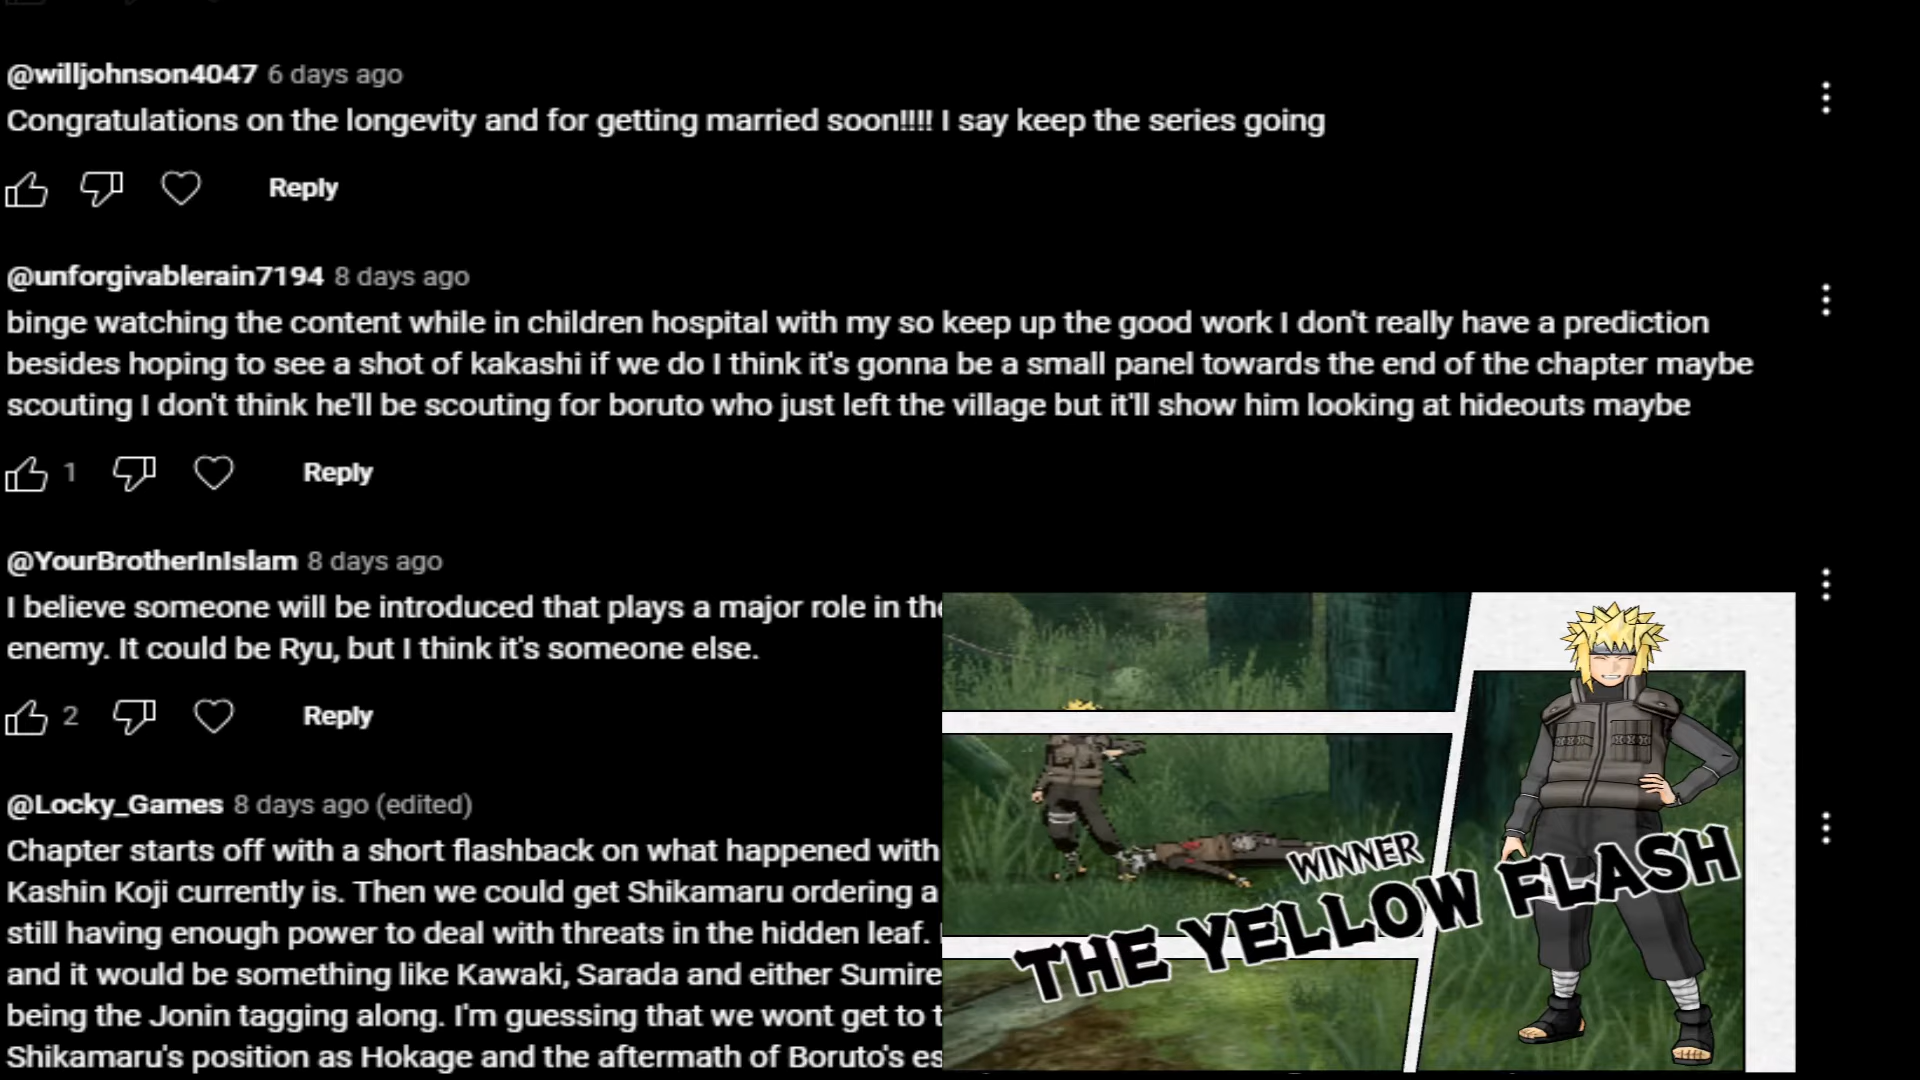 @willjohnson4047 6 days ago
Congratulations on the longevity and for getting married soon!!!! I say keep the series going
Reply
@unforgivablerain7194 8 days ago
binge watching the content while in children hospital with my so keep up the good work I don't really have a prediction
besides hoping to see a shot of kakashi if we do I think it's gonna be a small panel towards the end of the chapter maybe
scouting I don't think he'll be scouting for boruto who just left the village but it'll show him looking at hideouts maybe
1 Reply
@YourBrotherInIslam 8 days ago
I believe someone will be introduced that plays a major role in the
enemy. It could be Ryu, but I think it's someone else.
2 Reply
@Locky_Games 8 days ago (edited)
Chapter starts off with a short flashback on what happened with
Kashin Koji currently is. Then we could get Shikamaru ordering a
still having enough power to deal with threats in the hidden leaf.
and it would be something like Kawaki, Sarada and either Sumire
being the Jonin tagging along. I'm guessing that we wont get to
Shikamaru's position as Hokage and the aftermath of Boruto's
WINNER
THE YELLOW FLASH